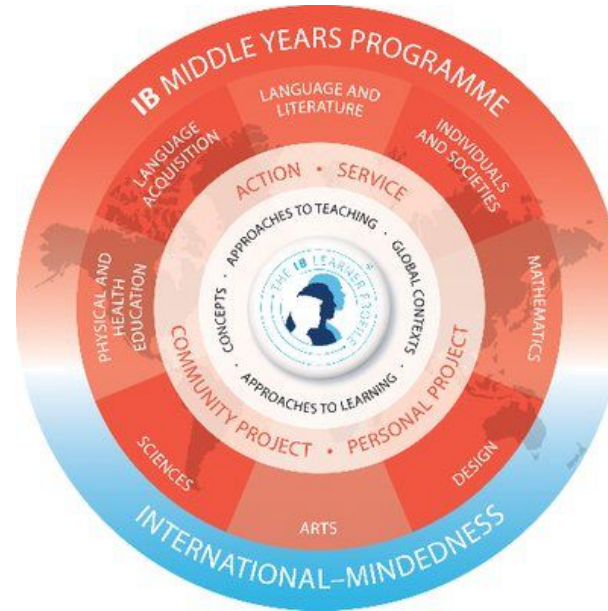 IB MIDDLE YEARS PROGRAMME
LANGUAGE AND
LITERATURE
INDIVIDUALS
AND SOCIETIES
MATHEMATICS
DESIGN
ARTS
SCIENCES
PHYSICAL AND
HEALTH
EDUCATION
LANGUAGE
ACQUISITION
ACTION • SERVICE
PERSONAL PROJECT
COMMUNITY PROJECT •
APPROACHES TO TEACHING •
GLOBAL CONTEXTS •
APPROACHES TO LEARNING •
CONCEPTS •
THE IB LEARNER PROFILE
INTERNATIONAL–MINDEDNESS